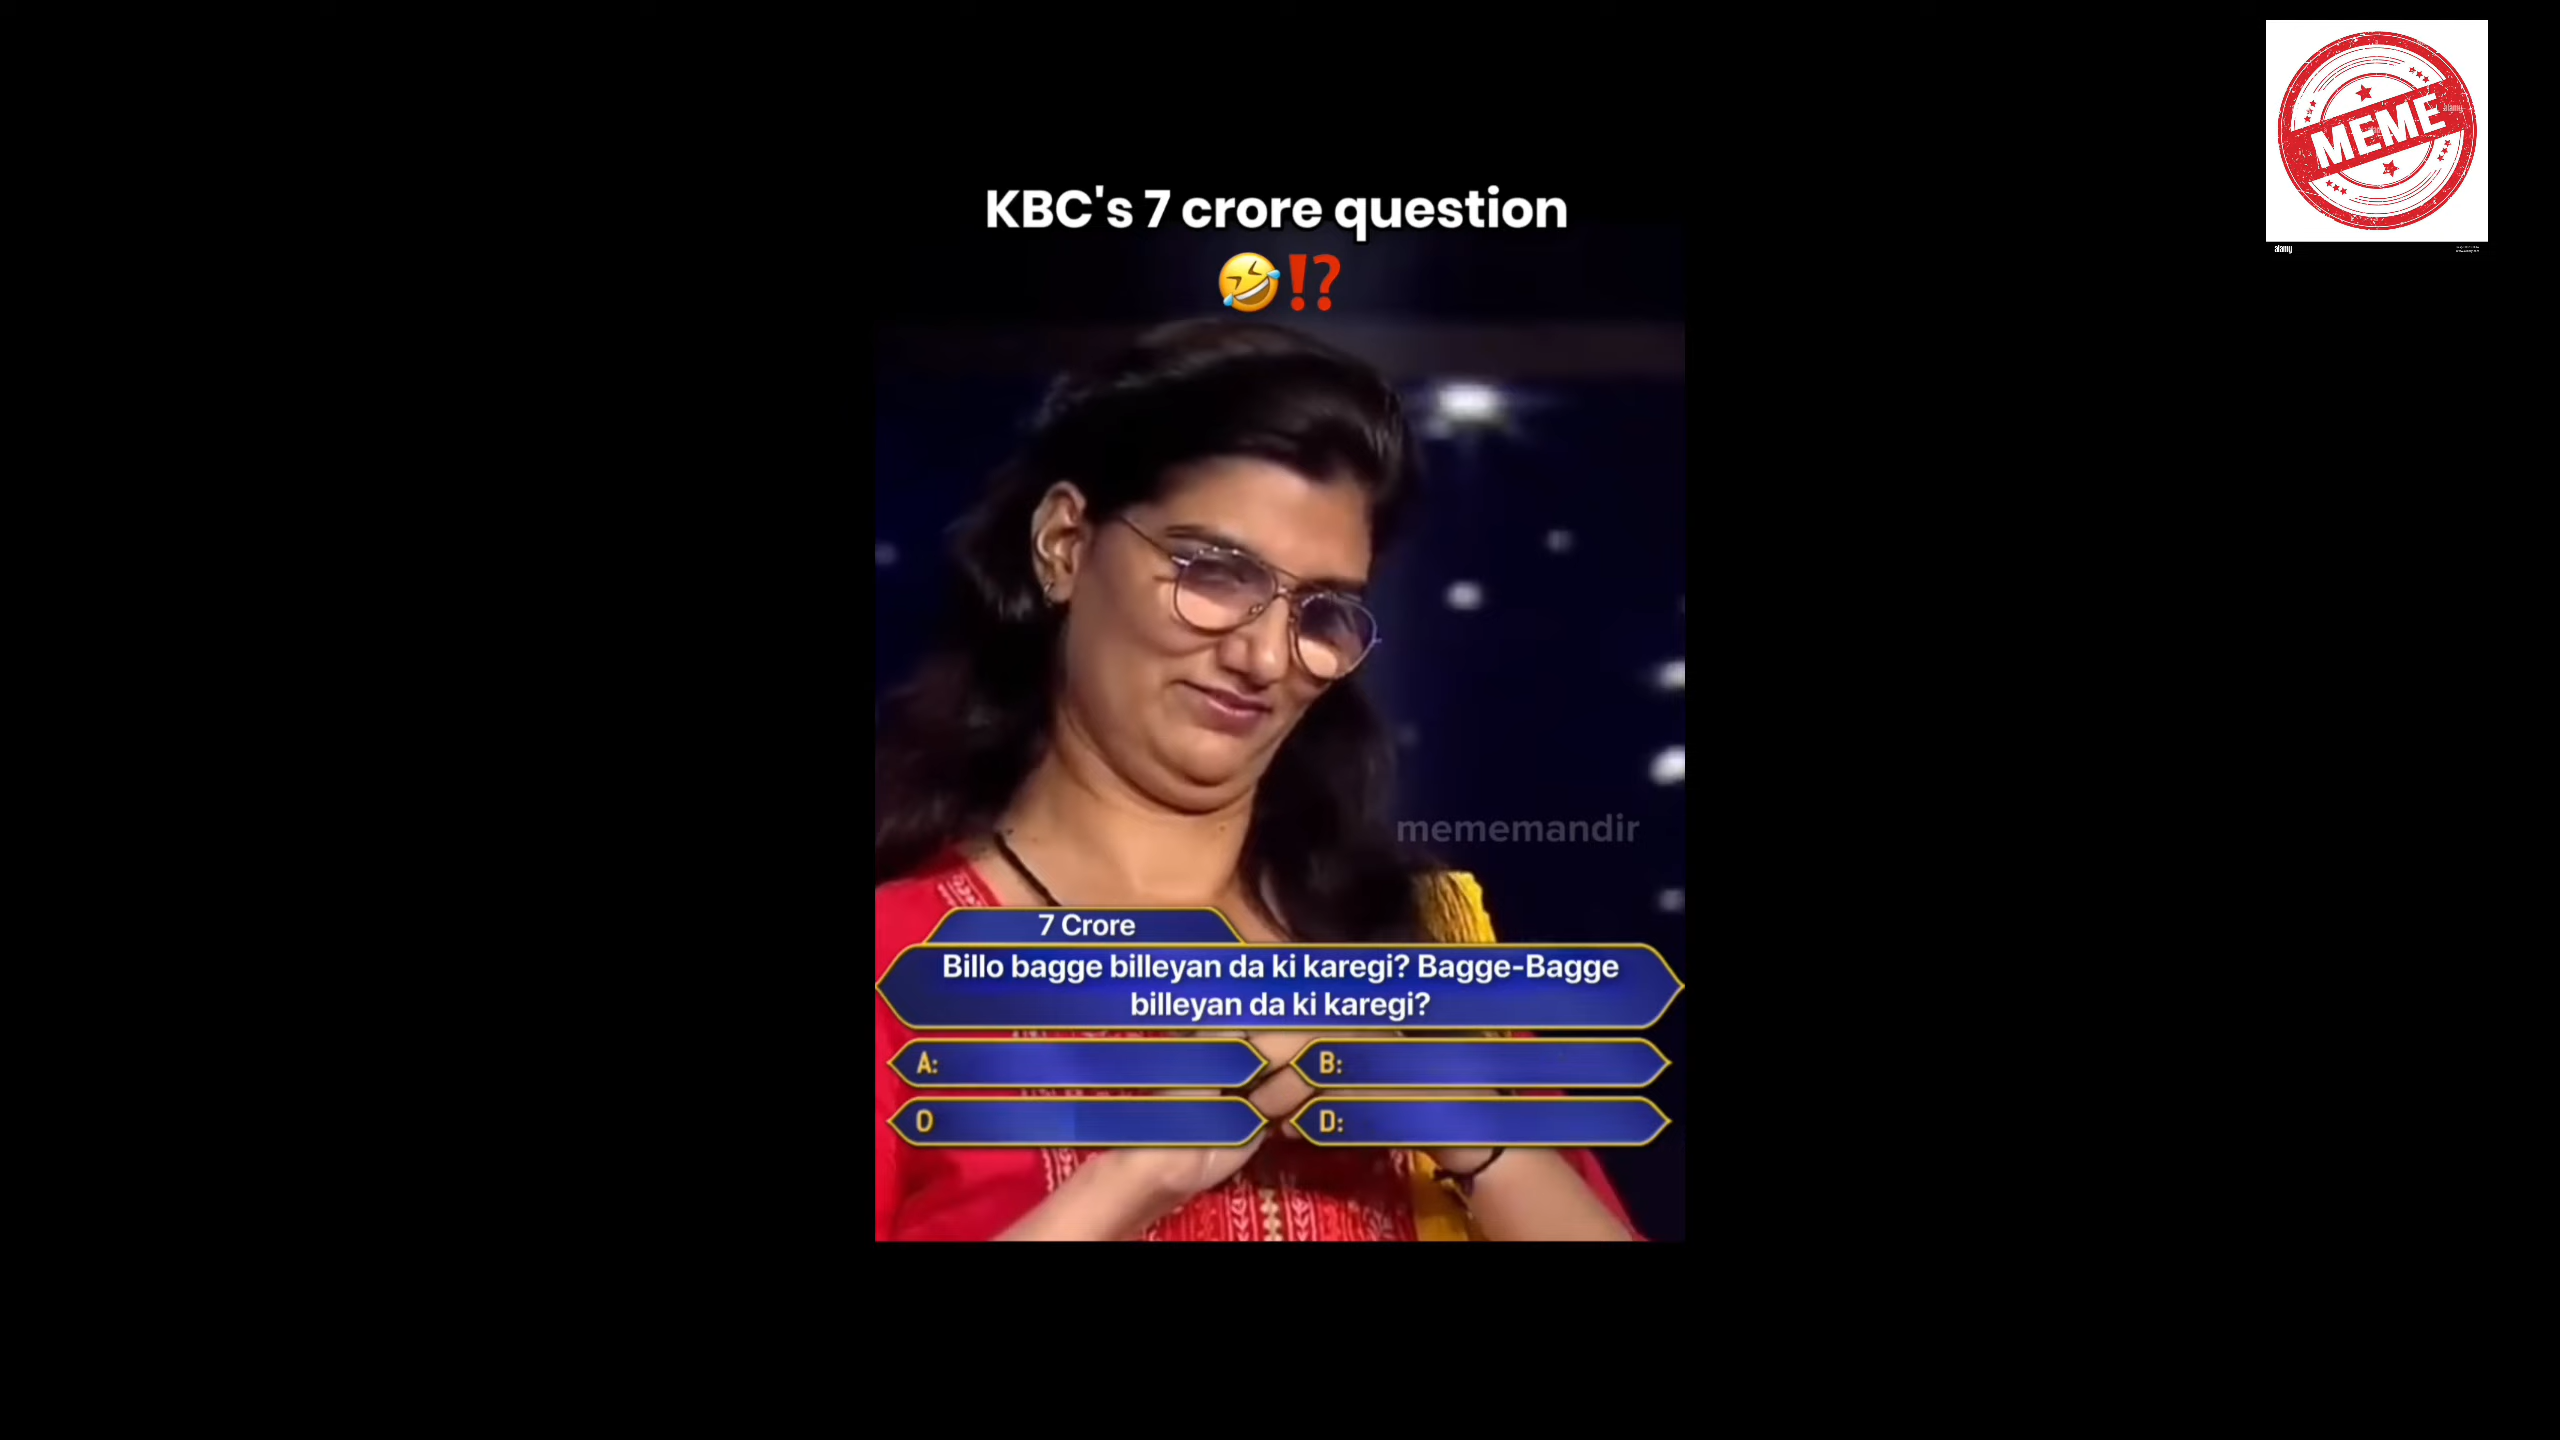 MEME
alamy
KBC's 7 crore question
🤣⁉️
mememandir
7 Crore
Billo bagge billeyan da ki karegi? Bagge-Bagge
billeyan da ki karegi?
A:
B:
O
D: